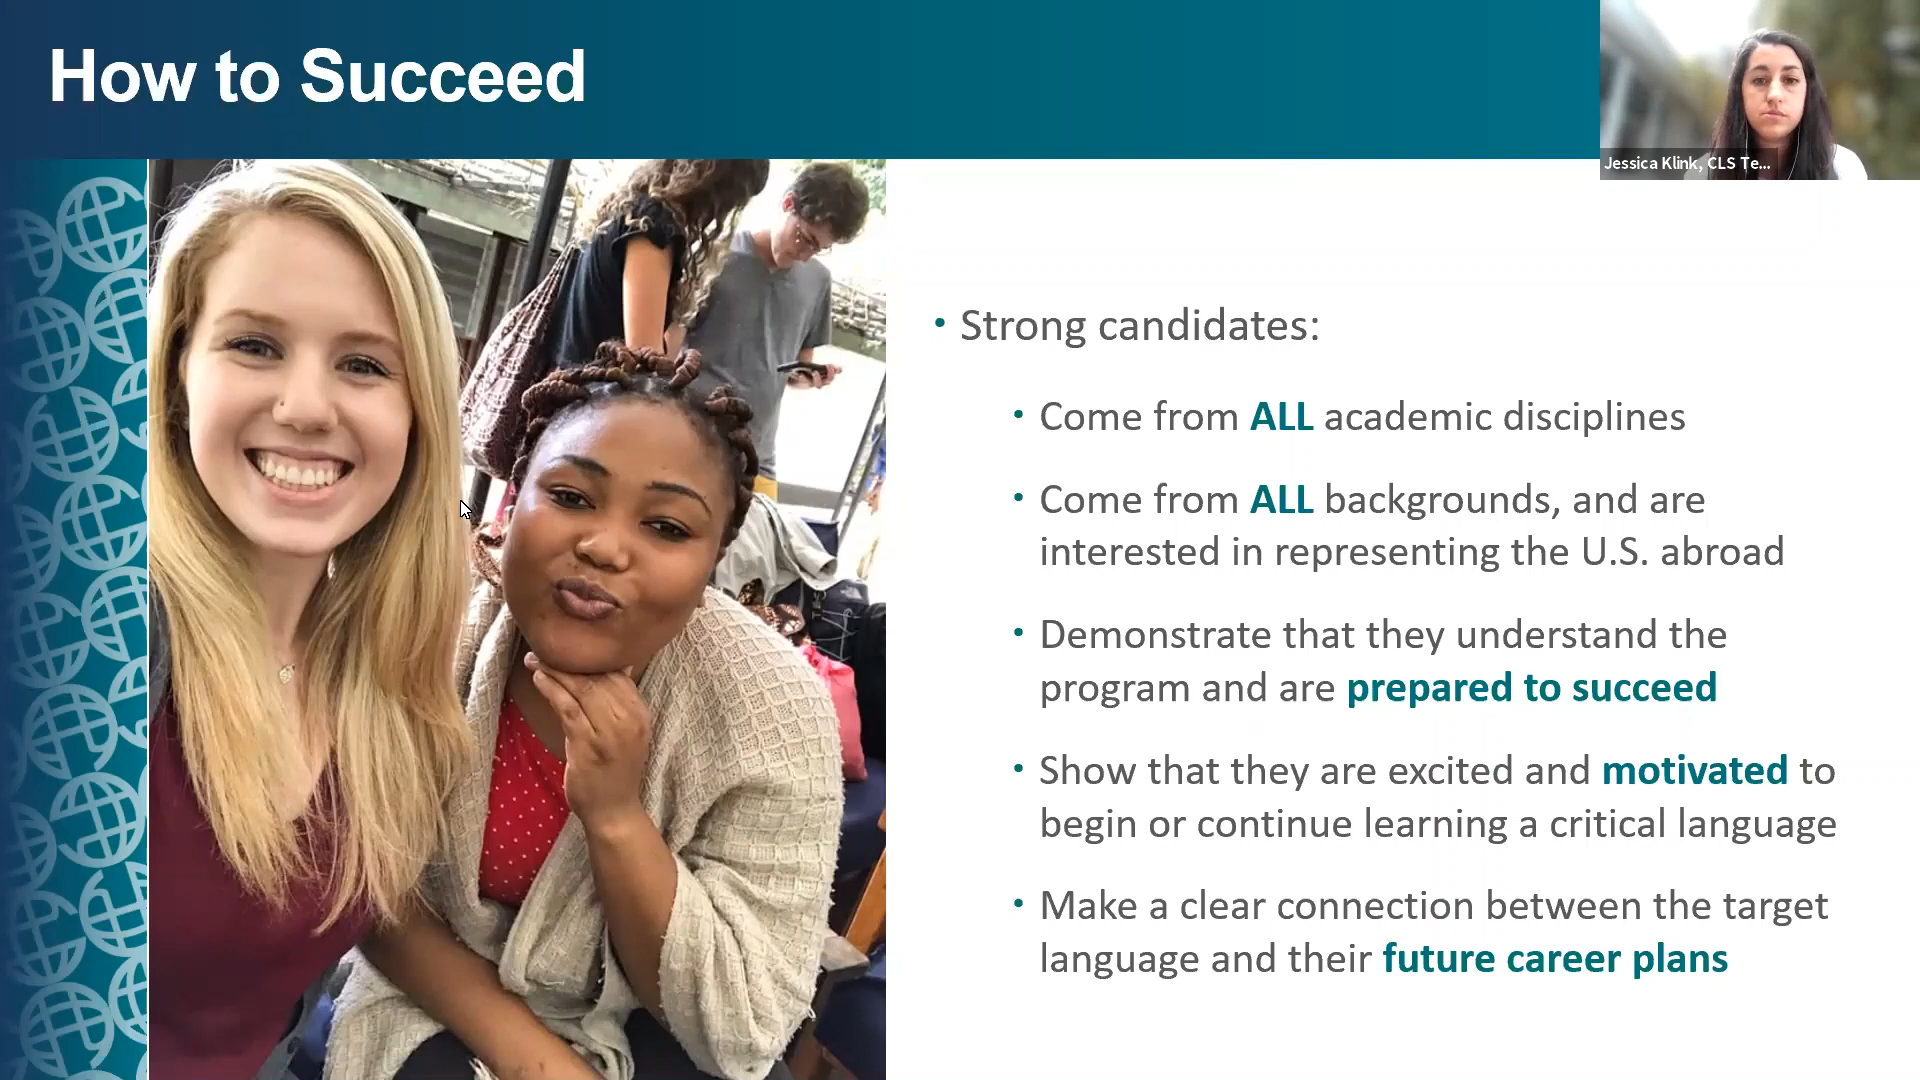 How to Succeed
Jessica Klink, CLS Te...
• Strong candidates:
• Come from ALL academic disciplines
• Come from ALL backgrounds, and are
interested in representing the U.S. abroad
• Demonstrate that they understand the
program and are prepared to succeed
• Show that they are excited and motivated to
begin or continue learning a critical language
• Make a clear connection between the target
language and their future career plans